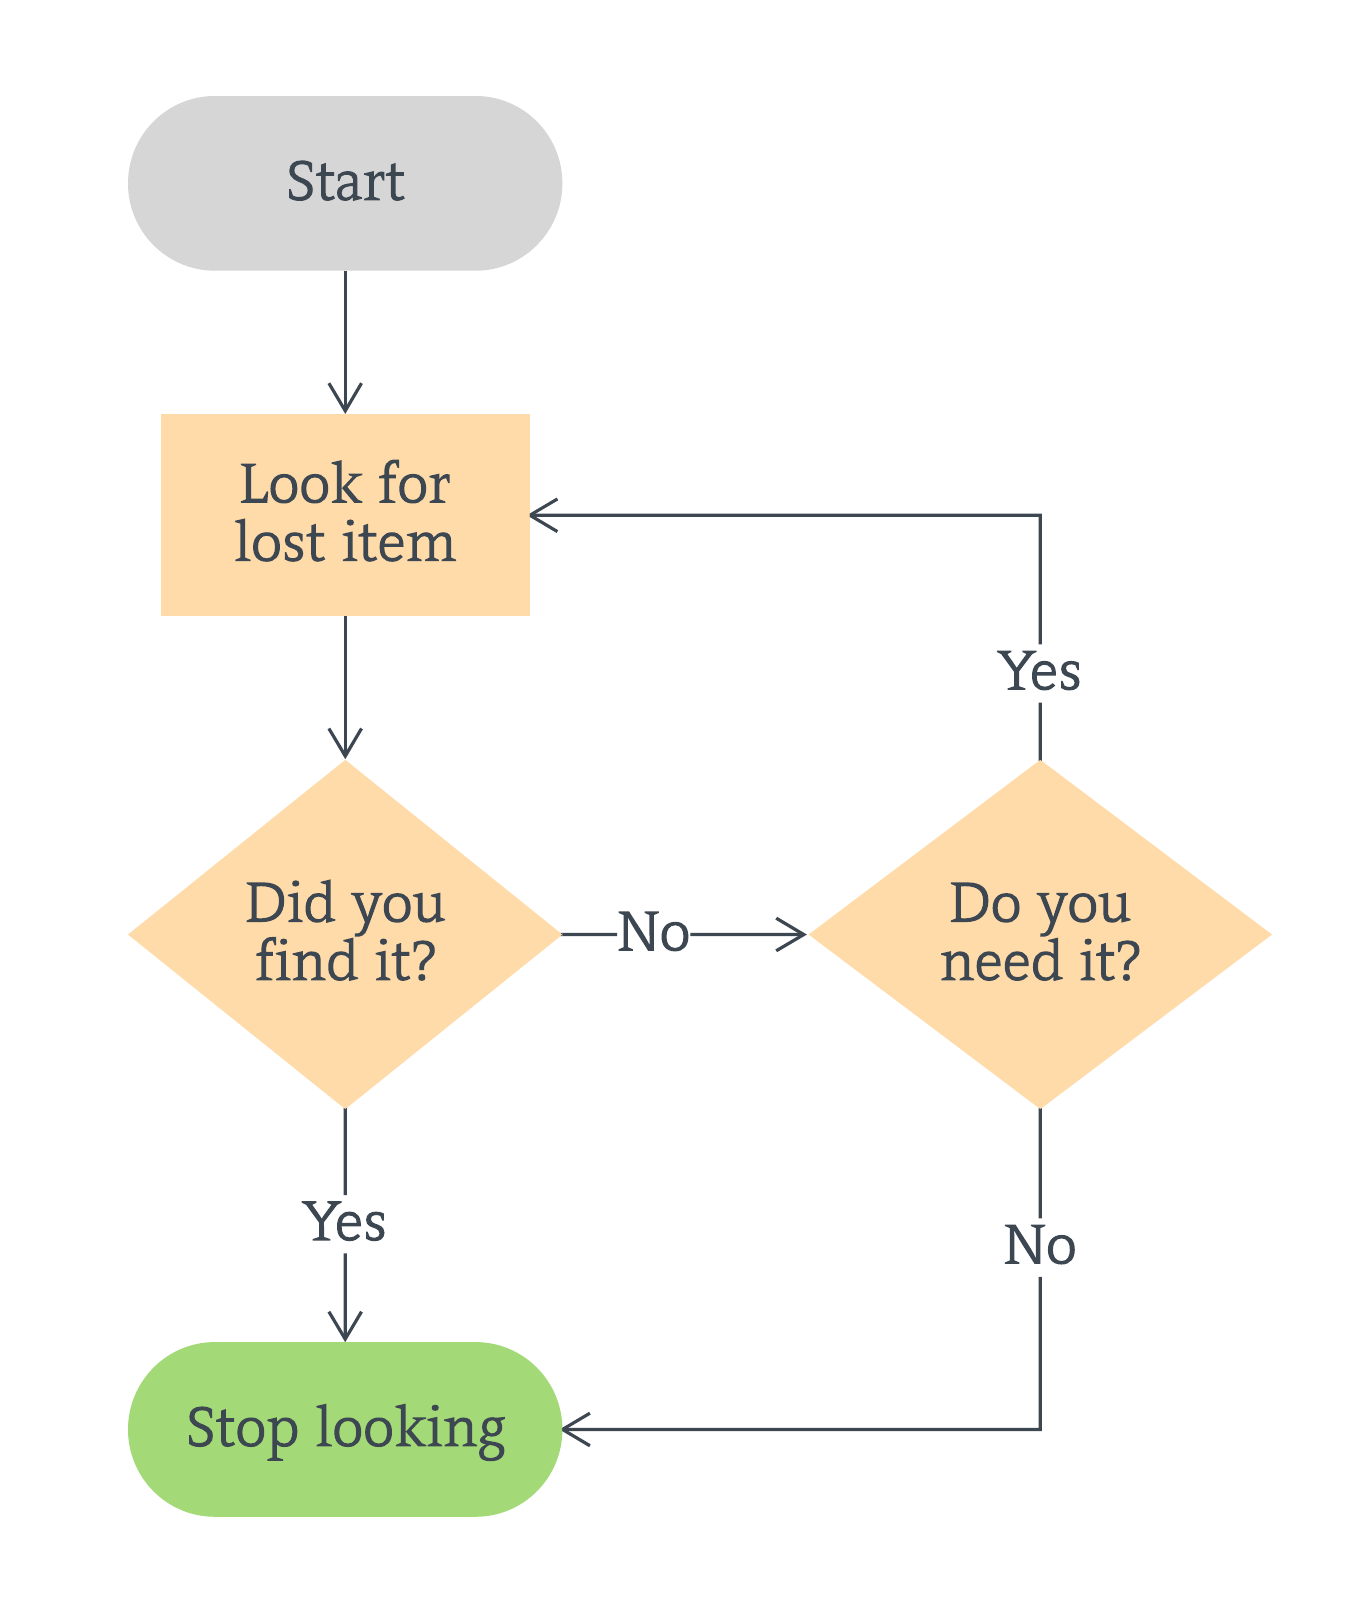 Start
Look for
lost item
Yes
Did you
find it?
No
Do you
need it?
Yes
No
Stop looking